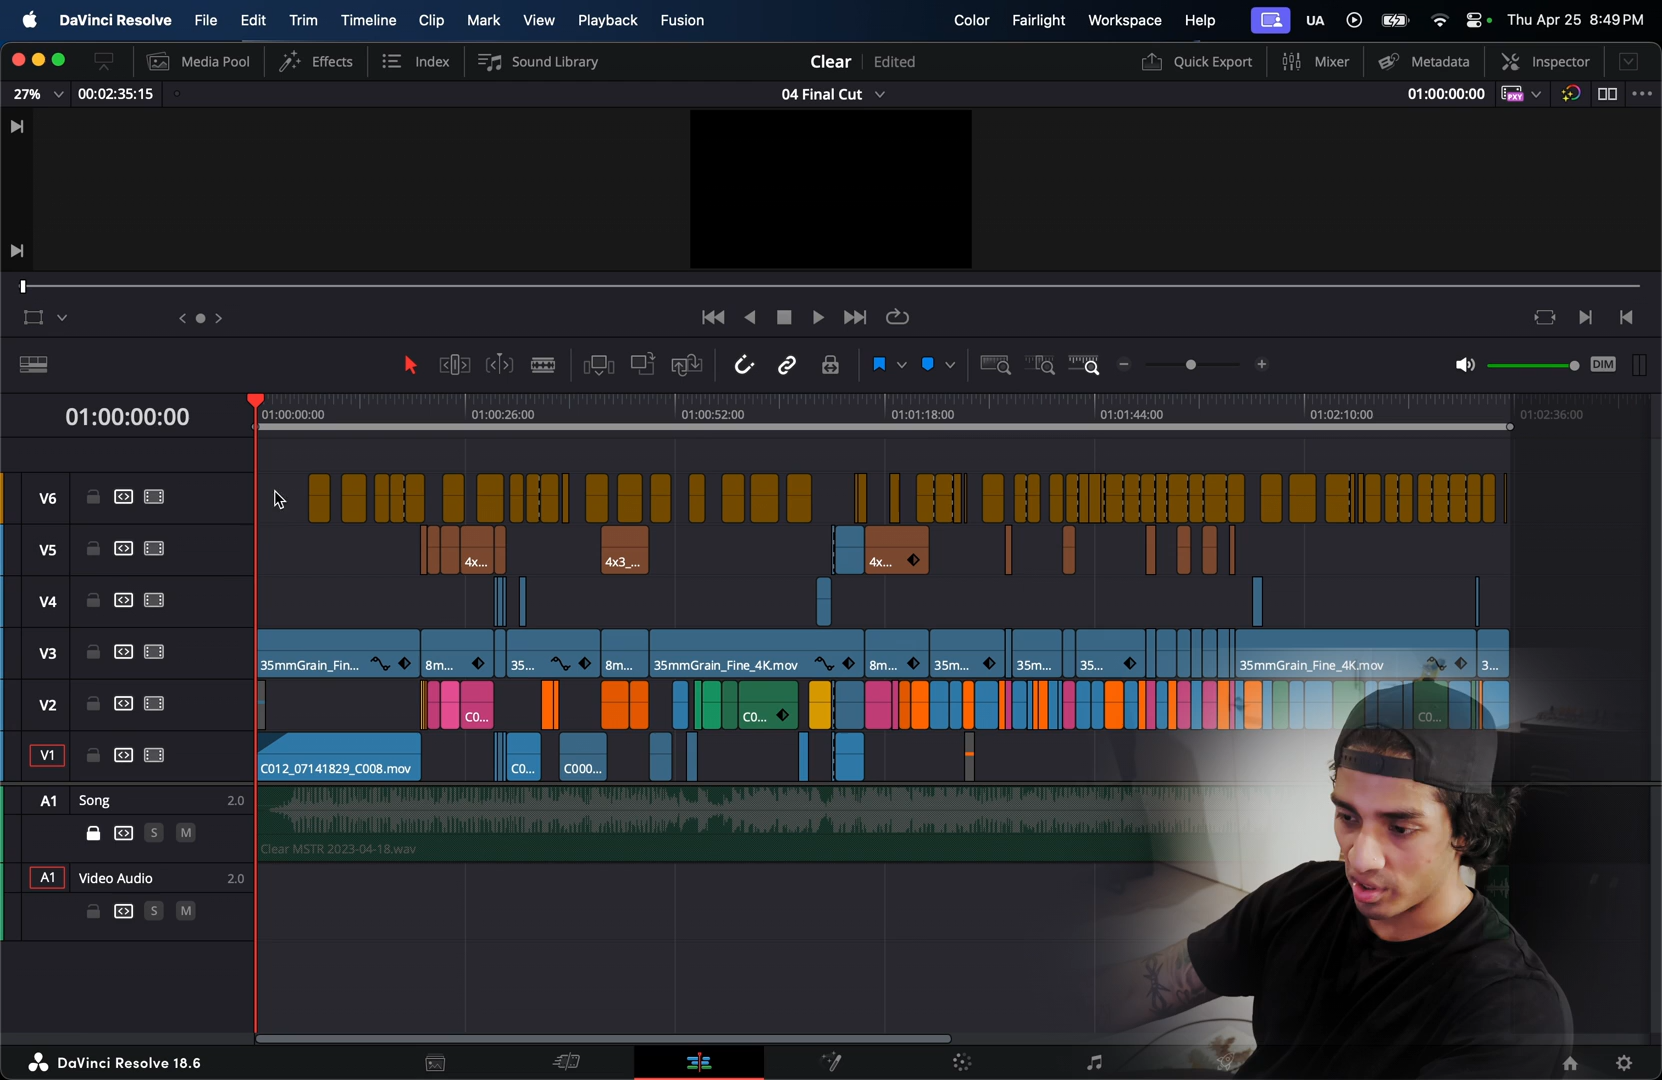 DaVinci Resolve File Edit Trim Timeline Clip Mark View Playback Fusion Color Fairlight Workspace Help UA Thu Apr 25 8:49 PM
Media Pool Effects Index Sound Library Clear Edited Quick Export Mixer Metadata Inspector
27% 00:02:35:15 04 Final Cut 01:00:00:00 PXY
DIM
01:00:00:00 01:00:00:00 01:00:26:00 01:00:52:00 01:01:18:00 01:01:44:00 01:02:10:00 01:02:36:00
V6
V5 4x... 4x3_... 4x...
V4
V3 35mmGrain_Fin... 8m... 35... 8m... 35mmGrain_Fine_4K.mov 8m... 35m... 35m... 35... 35mmGrain_Fine_4K.mov 3...
V2 C0... C0... C0...
V1 C012_07141829_C008.mov C0... C000...
A1 Song 2.0
S M
Clear MSTR 2023-04-18.wav
A1 Video Audio 2.0
S M
DaVinci Resolve 18.6